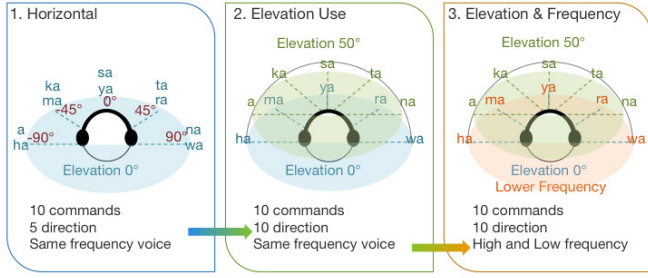 1. Horizontal
sa
ka ya ta
ma 0° ra
-45° 45°
a na
-90° 90°
ha wa
Elevation 0°
10 commands
5 direction
Same frequency voice
2. Elevation Use
Elevation 50°
sa
ka ta
ya
ma ra
a na
ha wa
Elevation 0°
10 commands
10 direction
Same frequency voice
3. Elevation & Frequency
Elevation 50°
sa
ka ta
ya
ma ra
a na
ha wa
Elevation 0°
Lower Frequency
10 commands
10 direction
High and Low frequency